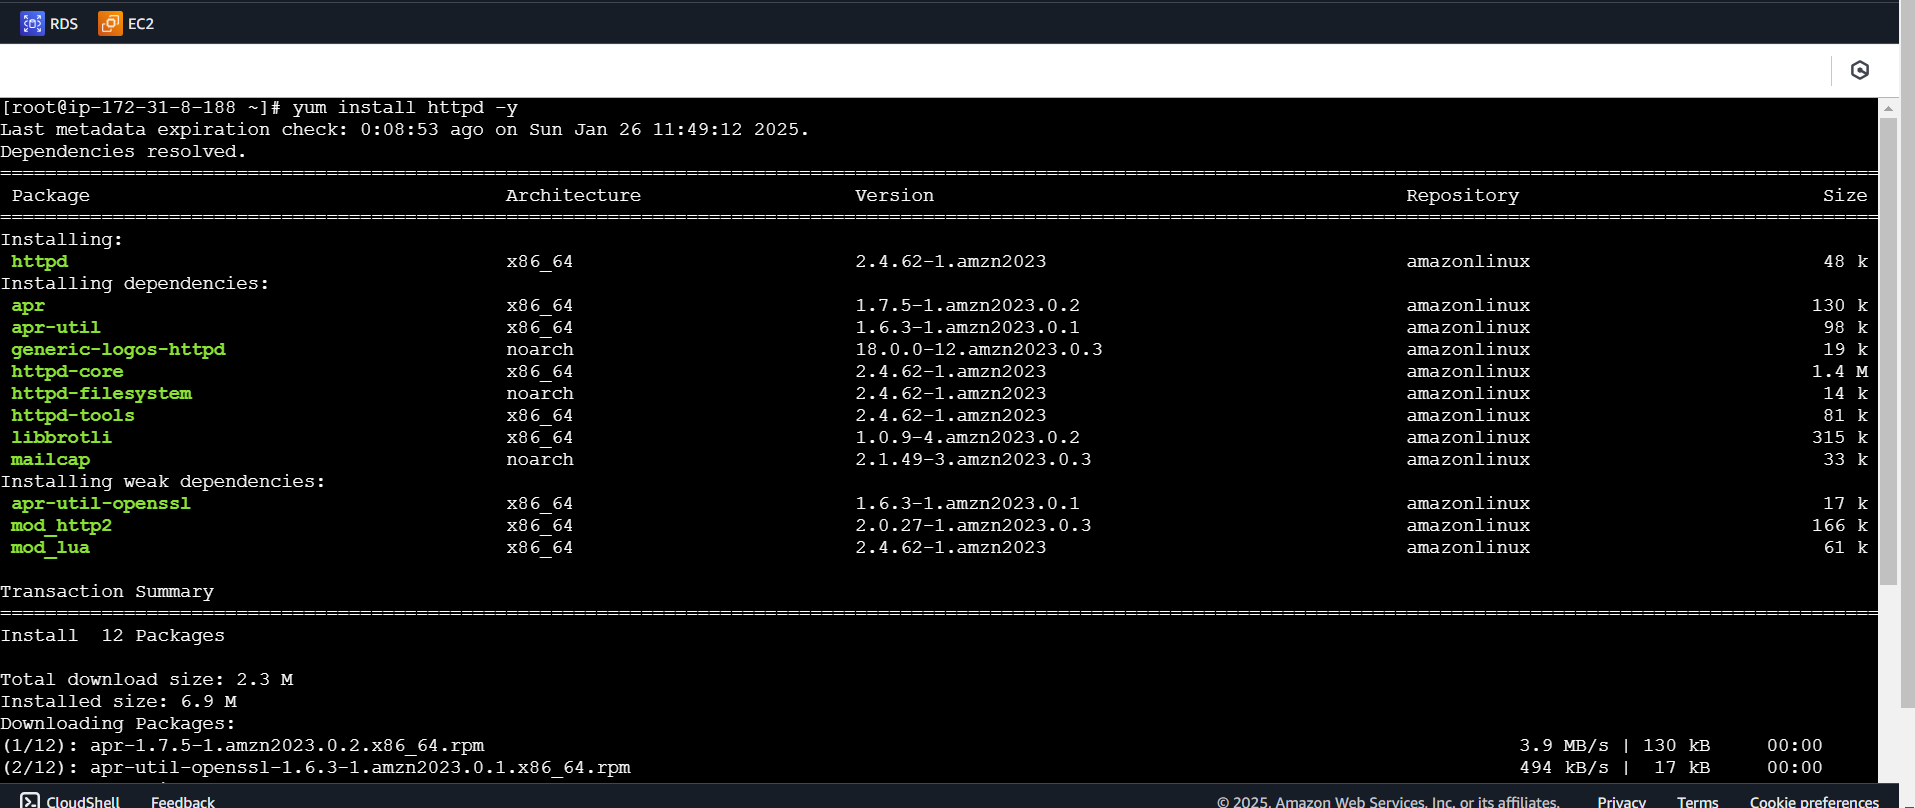 RDS EC2
[root@ip-172-31-8-188 ~]# yum install httpd -y
Last metadata expiration check: 0:08:53 ago on Sun Jan 26 11:49:12 2025.
Dependencies resolved.
Package Architecture Version Repository Size
Installing:
httpd x86_64 2.4.62-1.amzn2023 amazonlinux 48 k
Installing dependencies:
apr x86_64 1.7.5-1.amzn2023.0.2 amazonlinux 130 k
apr-util x86_64 1.6.3-1.amzn2023.0.1 amazonlinux 98 k
generic-logos-httpd noarch 18.0.0-12.amzn2023.0.3 amazonlinux 19 k
httpd-core x86_64 2.4.62-1.amzn2023 amazonlinux 1.4 M
httpd-filesystem noarch 2.4.62-1.amzn2023 amazonlinux 14 k
httpd-tools x86_64 2.4.62-1.amzn2023 amazonlinux 81 k
libbrotli x86_64 1.0.9-4.amzn2023.0.2 amazonlinux 315 k
mailcap noarch 2.1.49-3.amzn2023.0.3 amazonlinux 33 k
Installing weak dependencies:
apr-util-openssl x86_64 1.6.3-1.amzn2023.0.1 amazonlinux 17 k
mod_http2 x86_64 2.0.27-1.amzn2023.0.3 amazonlinux 166 k
mod_lua x86_64 2.4.62-1.amzn2023 amazonlinux 61 k
Transaction Summary
Install 12 Packages
Total download size: 2.3 M
Installed size: 6.9 M
Downloading Packages:
(1/12): apr-1.7.5-1.amzn2023.0.2.x86_64.rpm 3.9 MB/s | 130 kB 00:00
(2/12): apr-util-openssl-1.6.3-1.amzn2023.0.1.x86_64.rpm 494 kB/s | 17 kB 00:00
CloudShell Feedback © 2025, Amazon Web Services, Inc. or its affiliates. Privacy Terms Cookie preferences